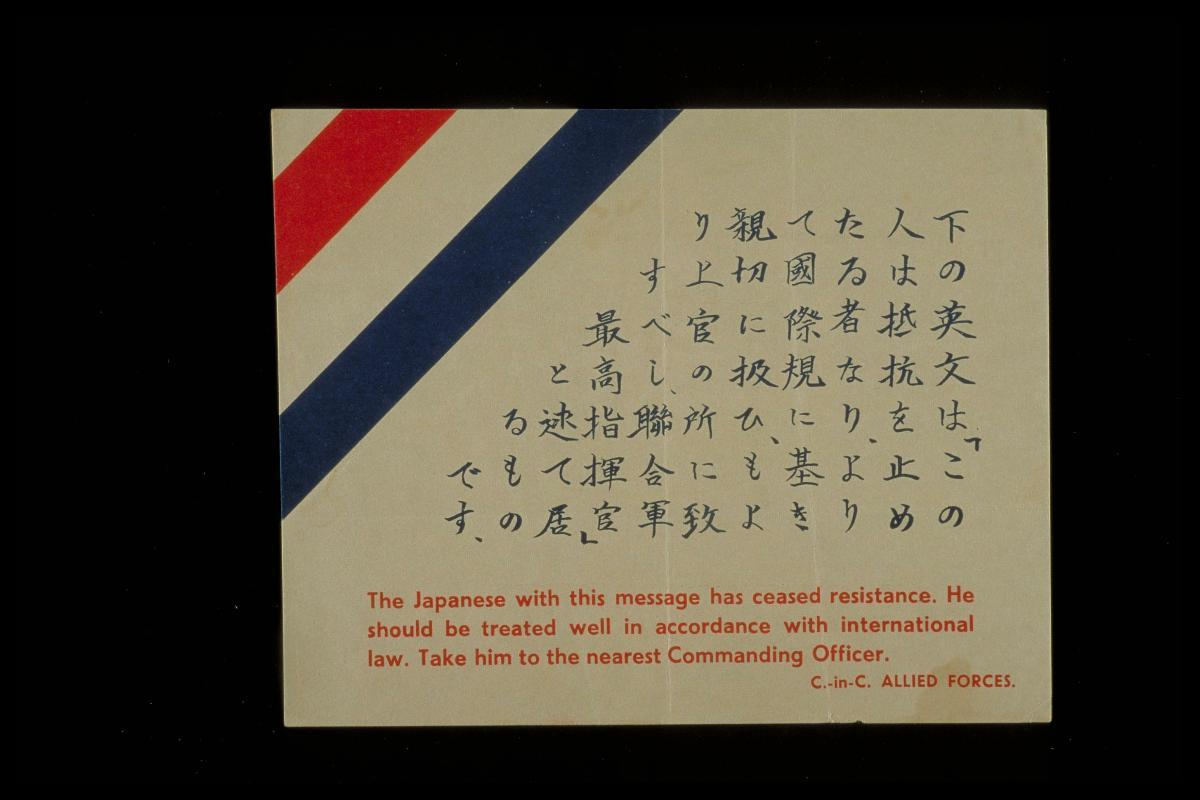 下の英文は「この
人は抵抗を止め
たる者なり、より
て國際規に基き
親切に扱ひ、もよ
り上官の所に致
すべし、聯合軍
最高指揮官」
と述て居
るもの
です、
The Japanese with this message has ceased resistance. He
should be treated well in accordance with international
law. Take him to the nearest Commanding Officer.
C.-in-C. ALLIED FORCES.